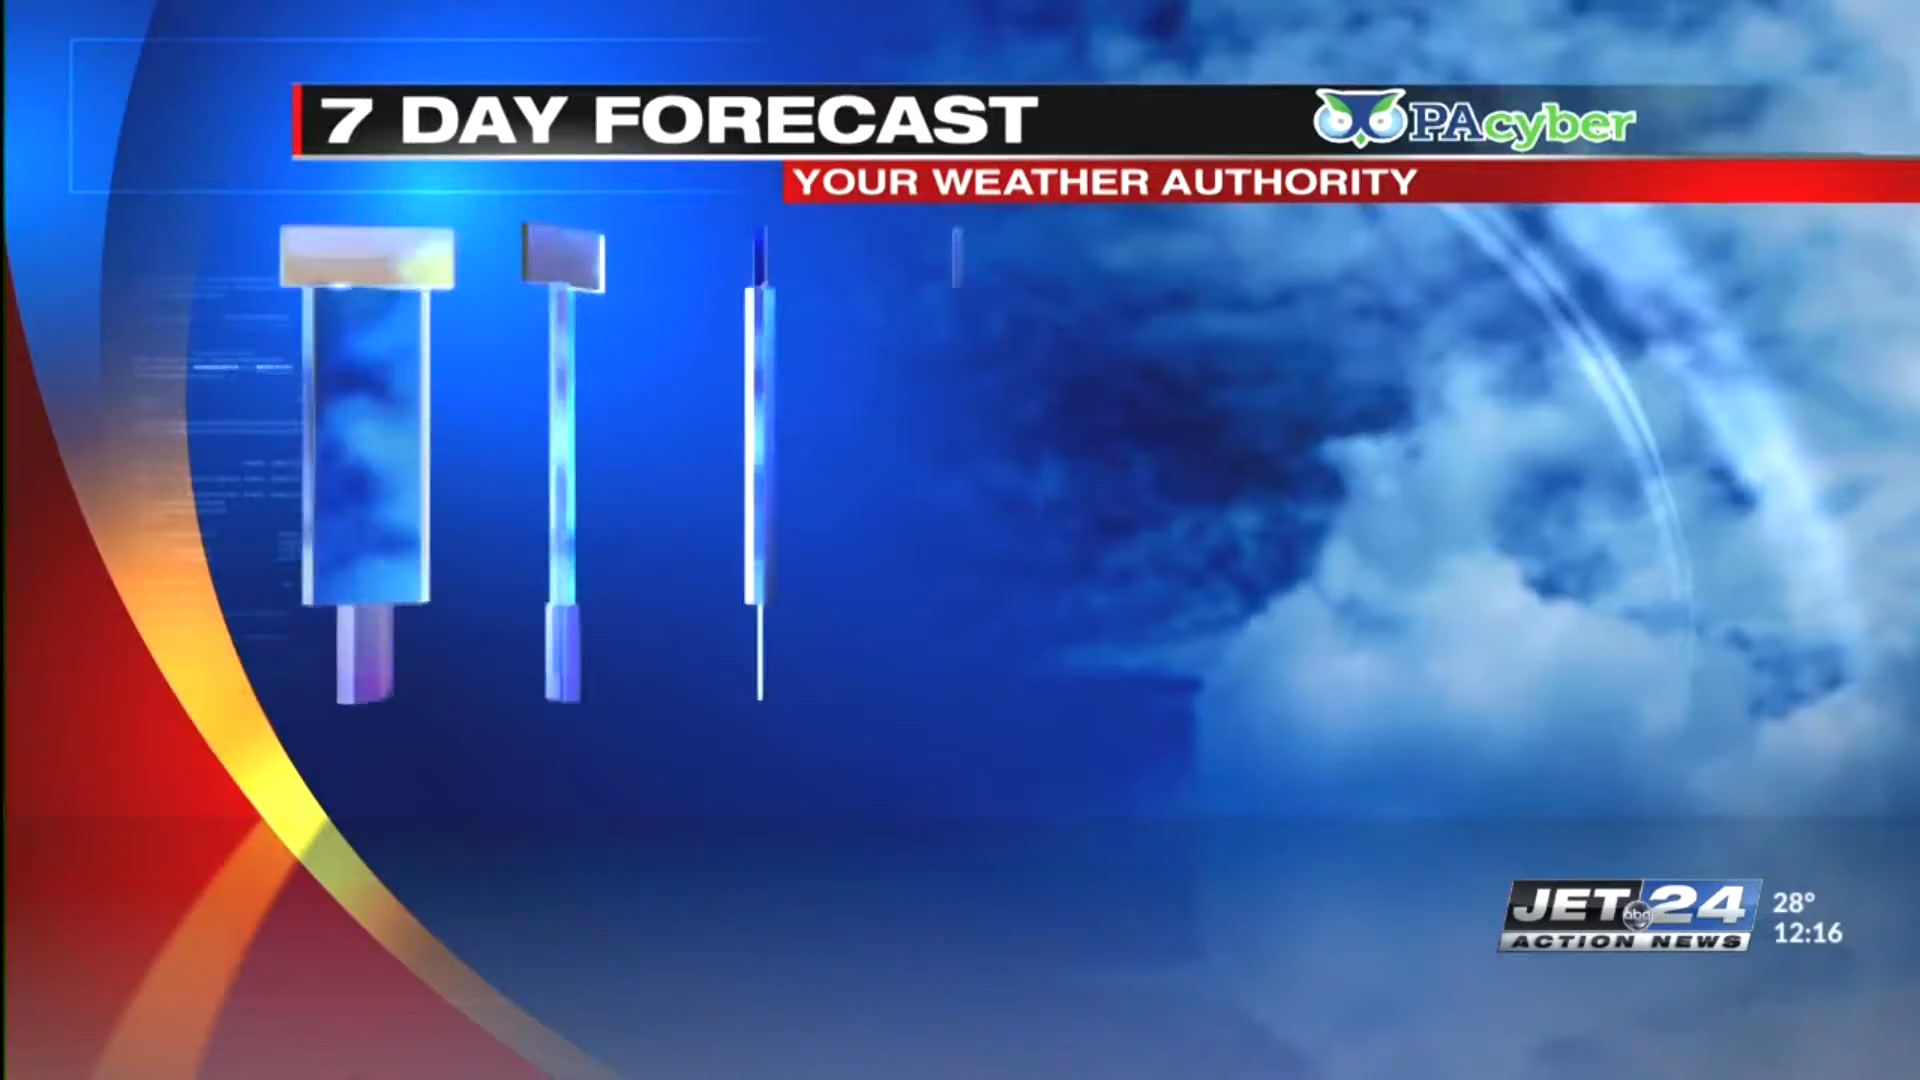 7 DAY FORECAST
PAcyber
YOUR WEATHER AUTHORITY
JET abc 24
ACTION NEWS
28°
12:16